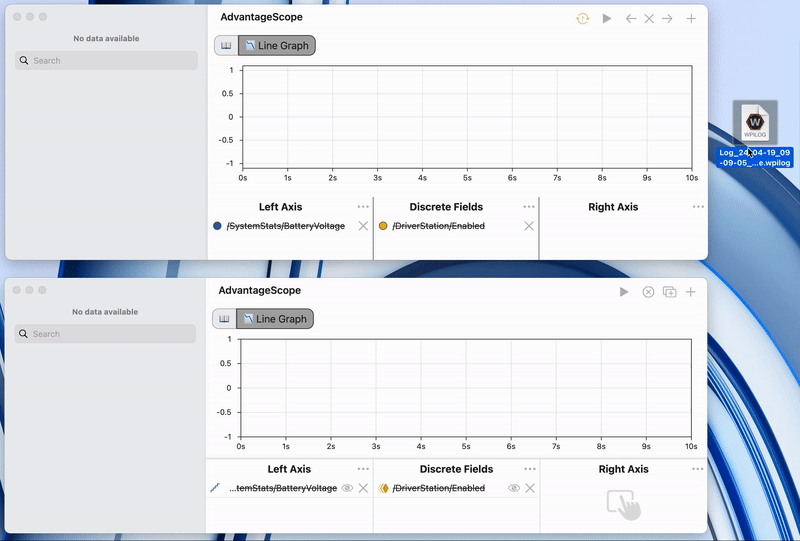 AdvantageScope
No data available
Search
Line Graph
1
0.5
0
-0.5
-1
0s 1s 2s 3s 4s 5s 6s 7s 8s 9s 10s
Left Axis ... Discrete Fields ... Right Axis ...
/SystemStats/BatteryVoltage /DriverStation/Enabled
W
WPILOG
Log_24-04-19_09
-09-05_...e.wpilog
AdvantageScope
No data available
Search
Line Graph
1
0.5
0
-0.5
-1
0s 1s 2s 3s 4s 5s 6s 7s 8s 9s 10s
Left Axis ... Discrete Fields ... Right Axis ...
...temStats/BatteryVoltage /DriverStation/Enabled